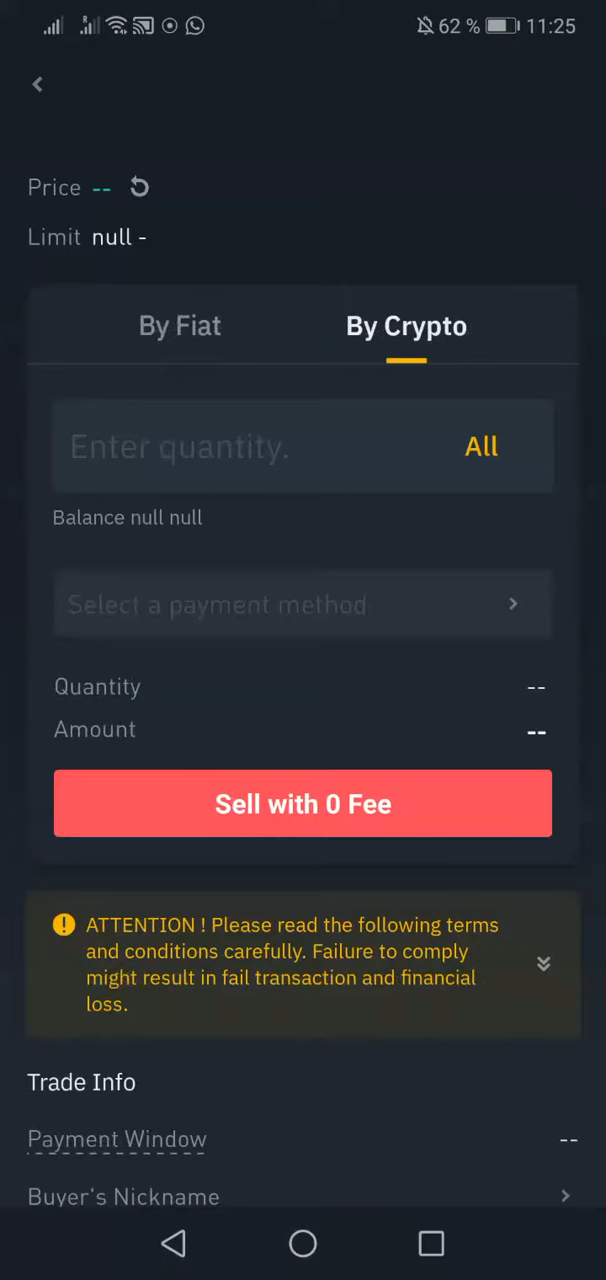 R 62 % 11:25
Price --
Limit null -
By Fiat By Crypto
Enter quantity. All
Balance null null
Select a payment method
Quantity --
Amount --
Sell with 0 Fee
ATTENTION ! Please read the following terms
and conditions carefully. Failure to comply
might result in fail transaction and financial
loss.
Trade Info
Payment Window --
Buyer's Nickname